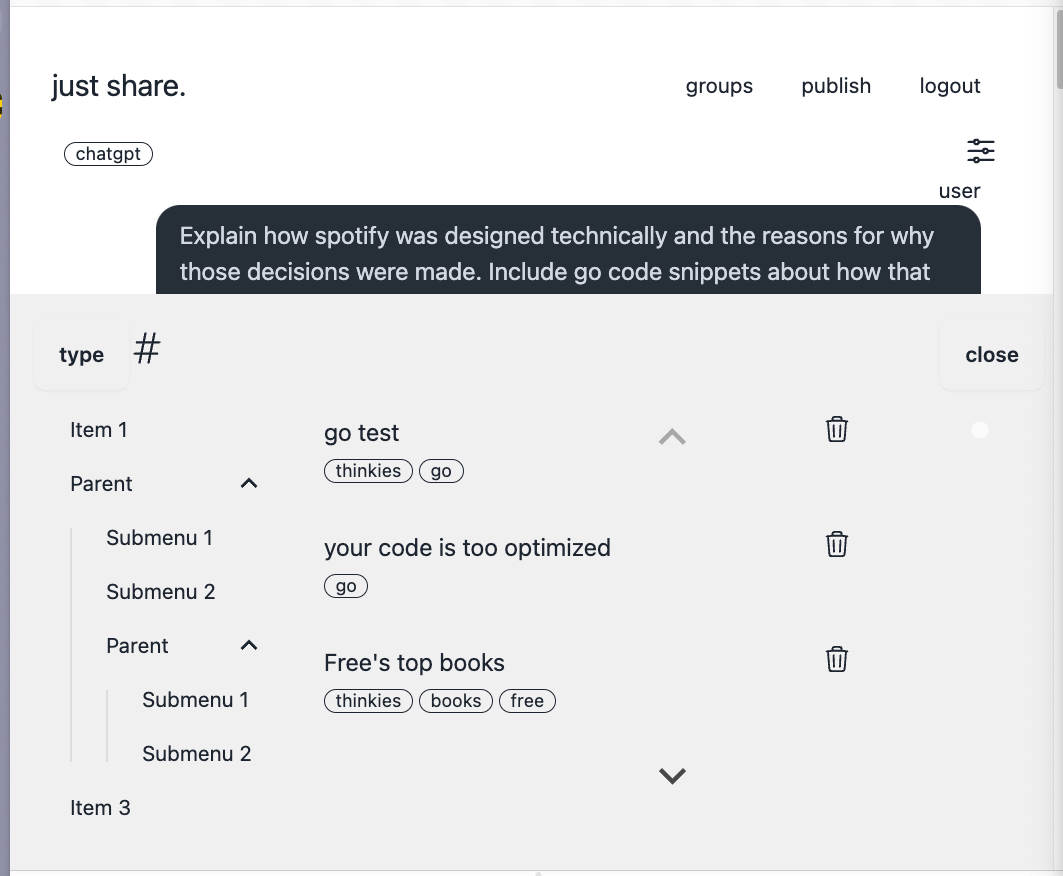 just share.
groups publish logout
chatgpt
user
Explain how spotify was designed technically and the reasons for why
those decisions were made. Include go code snippets about how that
type #
close
Item 1
Parent
Submenu 1
Submenu 2
Parent
Submenu 1
Submenu 2
Item 3
go test
thinkies go
your code is too optimized
go
Free's top books
thinkies books free